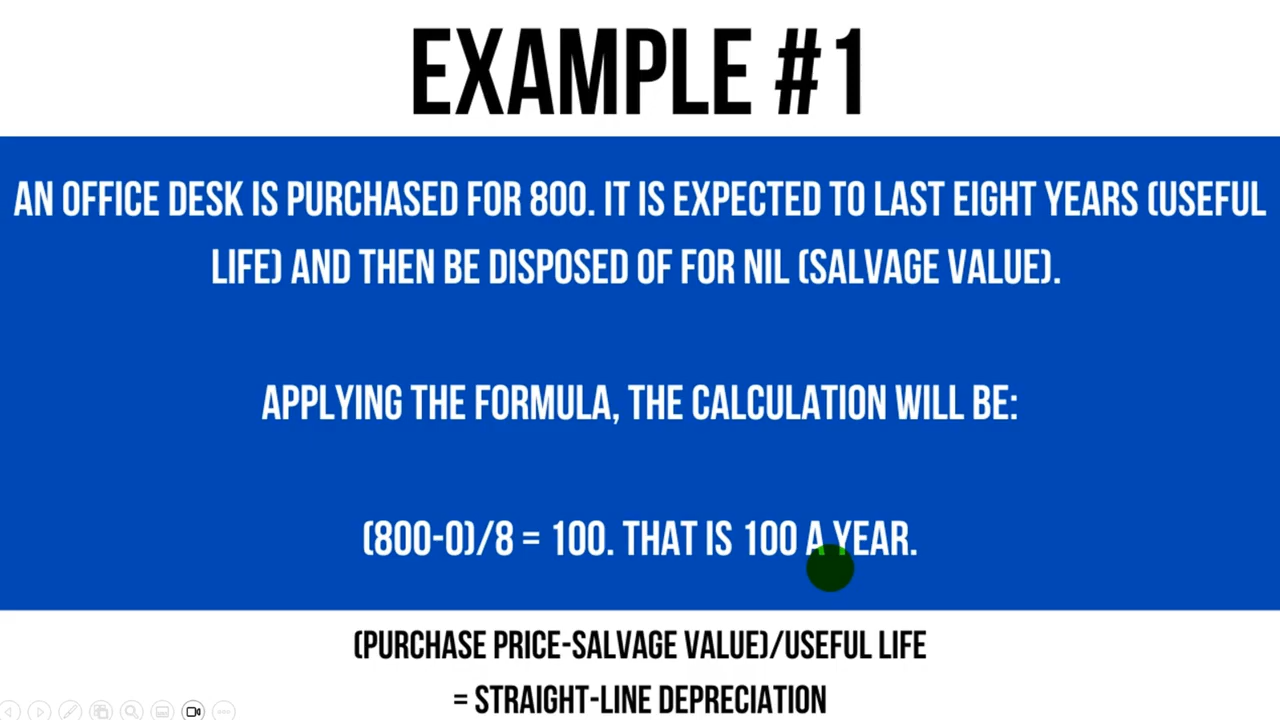 EXAMPLE #1
AN OFFICE DESK IS PURCHASED FOR 800. IT IS EXPECTED TO LAST EIGHT YEARS (USEFUL
LIFE) AND THEN BE DISPOSED OF FOR NIL (SALVAGE VALUE).
APPLYING THE FORMULA, THE CALCULATION WILL BE:
(800-0)/8 = 100. THAT IS 100 A YEAR.
(PURCHASE PRICE-SALVAGE VALUE)/USEFUL LIFE
= STRAIGHT-LINE DEPRECIATION